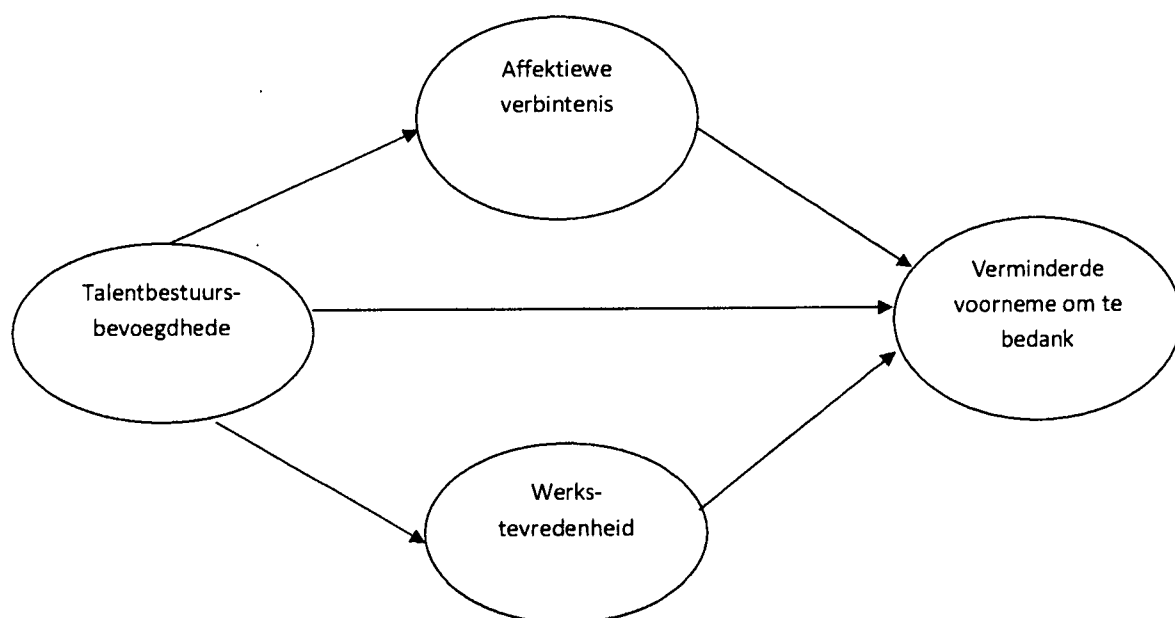 Affektiewe
verbintenis
Talentbestuurs-
bevoegdhede
Verminderde
voorneme om te
bedank
Werks-
tevredenheid